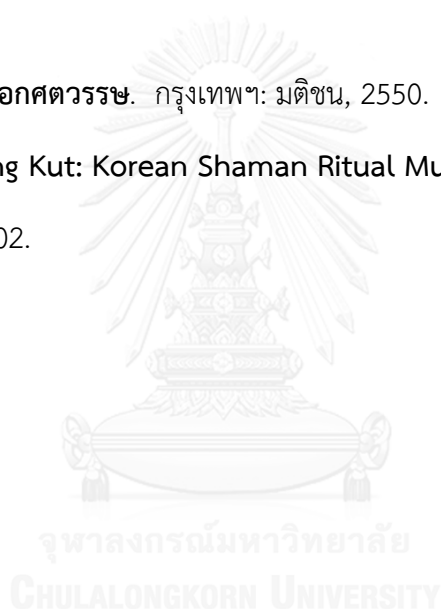 อกศตวรรษ. กรุงเทพฯ: มติชน, 2550.
ng Kut: Korean Shaman Ritual Mu
02.
จุฬาลงกรณ์มหาวิทยาลัย
CHULALONGKORN UNIVERSITY